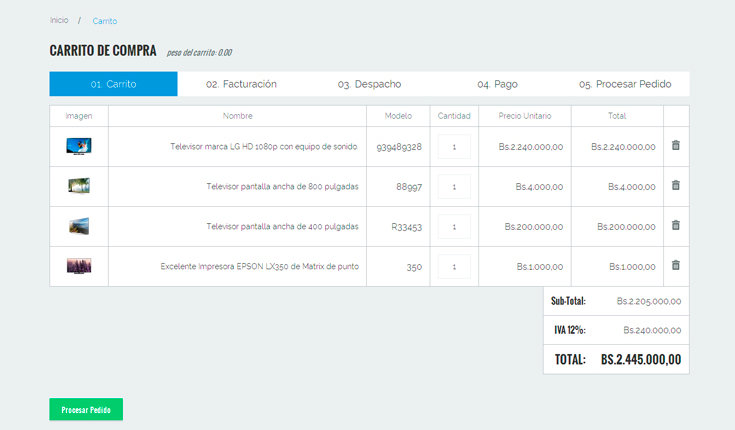 Inicio / Carrito
CARRITO DE COMPRA peso del carrito: 0.00
01. Carrito 02. Facturación 03. Despacho 04. Pago 05. Procesar Pedido
Imagen Nombre Modelo Cantidad Precio Unitario Total
Televisor marca LG HD 1080p con equipo de sonido 939489328 1 Bs.2.240.000,00 Bs.2.240.000,00
Televisor pantalla ancha de 800 pulgadas 88997 1 Bs.4.000,00 Bs.4.000,00
Televisor pantalla ancha de 400 pulgadas R33453 1 Bs.200.000,00 Bs.200.000,00
Excelente Impresora EPSON LX350 de Matrix de punto 350 1 Bs.1.000,00 Bs.1.000,00
Sub-Total: Bs.2.205.000,00
IVA 12%: Bs.240.000,00
TOTAL: BS.2.445.000,00
Procesar Pedido